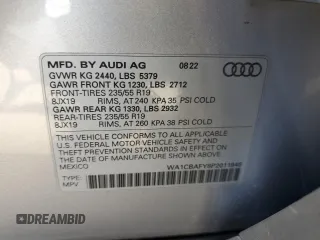 MFD. BY AUDI AG 08 22
GVWR KG 2440, LBS 5379
GAWR FRONT KG 1230, LBS 2712
FRONT-TIRES 235/55 R19
8JX19 RIMS, AT 240 KPA 35 PSI COLD
GAWR REAR KG 1330, LBS 2932
REAR-TIRES 235/55 R19
8JX19 RIMS, AT 260 KPA 38 PSI COLD
THIS VEHICLE CONFORMS TO ALL APPLICABLE
U.S. FEDERAL MOTOR VEHICLE SAFETY
STANDARDS IN EFFECT ON THE DATE OF
MANUFACTURE SHOWN ABOVE.
MEXICO
TYPE:
MPV
DREAMBID